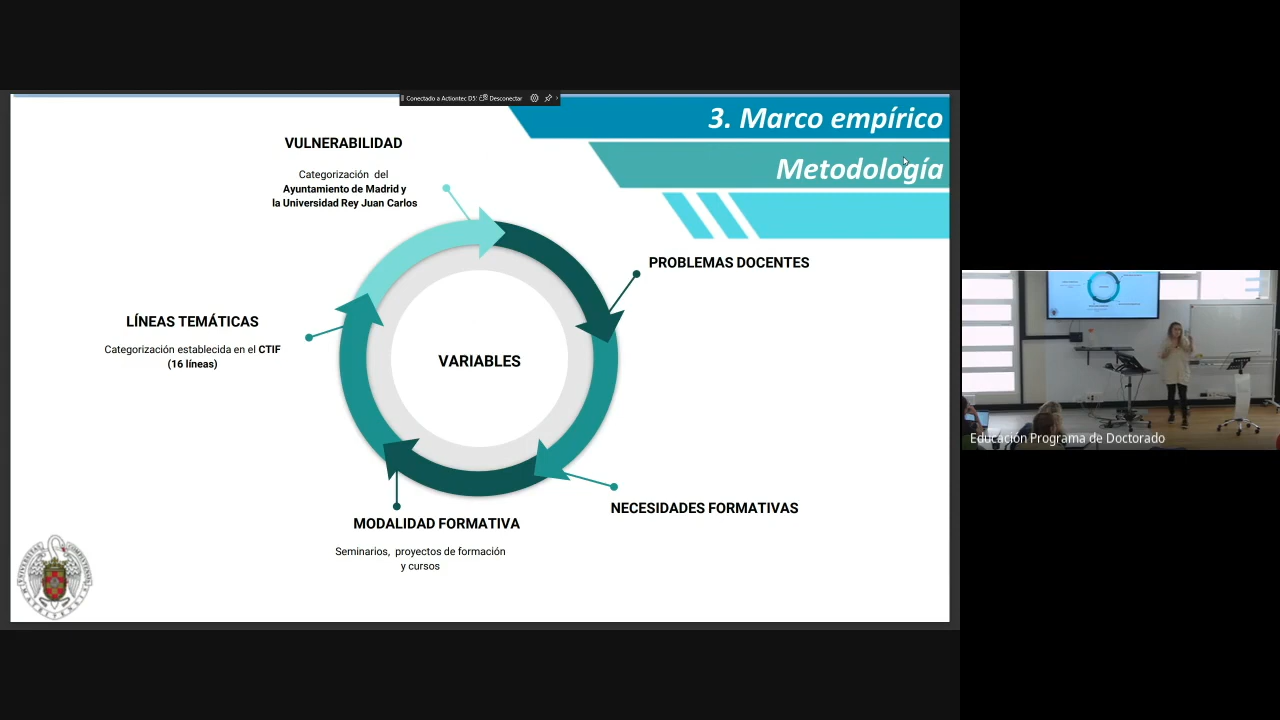 Conectado a Actiontec D5 Desconectar
3. Marco empírico
Metodología
VULNERABILIDAD
Categorización del
Ayuntamiento de Madrid y
la Universidad Rey Juan Carlos
PROBLEMAS DOCENTES
LÍNEAS TEMÁTICAS
Categorización establecida en el CTIF
(16 líneas)
VARIABLES
NECESIDADES FORMATIVAS
MODALIDAD FORMATIVA
Seminarios, proyectos de formación
y cursos
Educación Programa de Doctorado